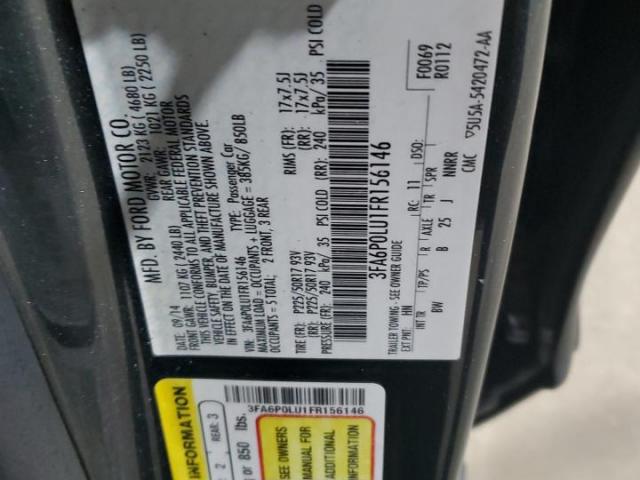 MFD. BY FORD MOTOR CO.
DATE: 09/14 GVWR: 2123 KG ( 4680 LB)
FRONT GAWR: 1107 KG (2440 LB) REAR GAWR: 1021 KG ( 2250 LB)
THIS VEHICLE CONFORMS TO ALL APPLICABLE FEDERAL MOTOR
VEHICLE SAFETY, BUMPER, AND THEFT PREVENTION STANDARDS
IN EFFECT ON THE DATE OF MANUFACTURE SHOWN ABOVE.
VIN: 3FA6P0LU1FR156146 TYPE: Passenger Car
MAXIMUM LOAD = OCCUPANTS + LUGGAGE = 385KG/ 850LB
OCCUPANTS = 5 TOTAL; 2 FRONT, 3 REAR
TIRE (FR): P225/50R17 93V RIMS (FR): 17x7.5J
TIRE (RR): P225/50R17 93V (RR): 17x7.5J
PRESSURE (FR): 240 kPa/ 35 PSI COLD (RR): 240 kPa/ 35 PSI COLD
3FA6P0LU1FR156146
F0069
R0112
TRAILER TOWING - SEE OWNER GUIDE
EXT PNT: HN RC: 11 DSO:
INT TR TP/PS R AXLE TR SPR
BW B 25 J NNRR
CMC ▽5U5A-5420472-AA
3FA6P0LU1FR156146
INFORMATION
2 REAR: 3
or 850 lbs.
SEE OWNERS
MANUAL FOR
ADDITIONAL
INFORMATION